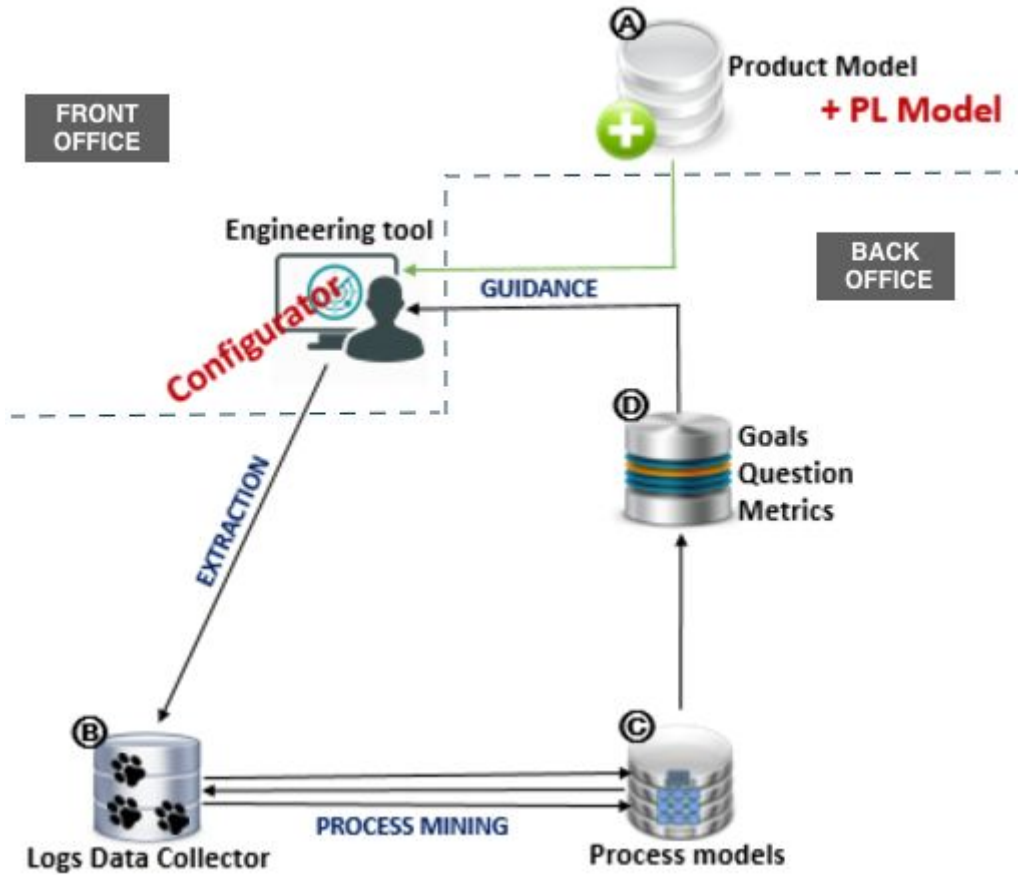 A
Product Model
+ PL Model
FRONT
OFFICE
Engineering tool
Configurator
BACK
OFFICE
GUIDANCE
D
Goals
Question
Metrics
EXTRACTION
B
C
PROCESS MINING
Logs Data Collector
Process models